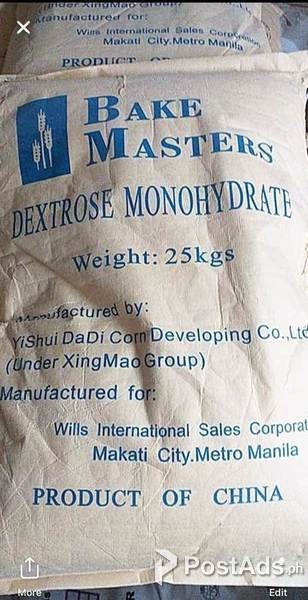 (Under XingMao Group)
Manufactured for:
Wills International Sales Corporation
Makati City.Metro Manila
PRODUCT OF
BAKE
MASTERS
DEXTROSE MONOHYDRATE
Weight: 25kgs
Manufactured by:
YiShui DaDi Corn Developing Co.,Ltd
(Under XingMao Group)
Manufactured for:
Wills International Sales Corporat
Makati City.Metro Manila
PRODUCT OF CHINA
PostAds.ph
More
Edit